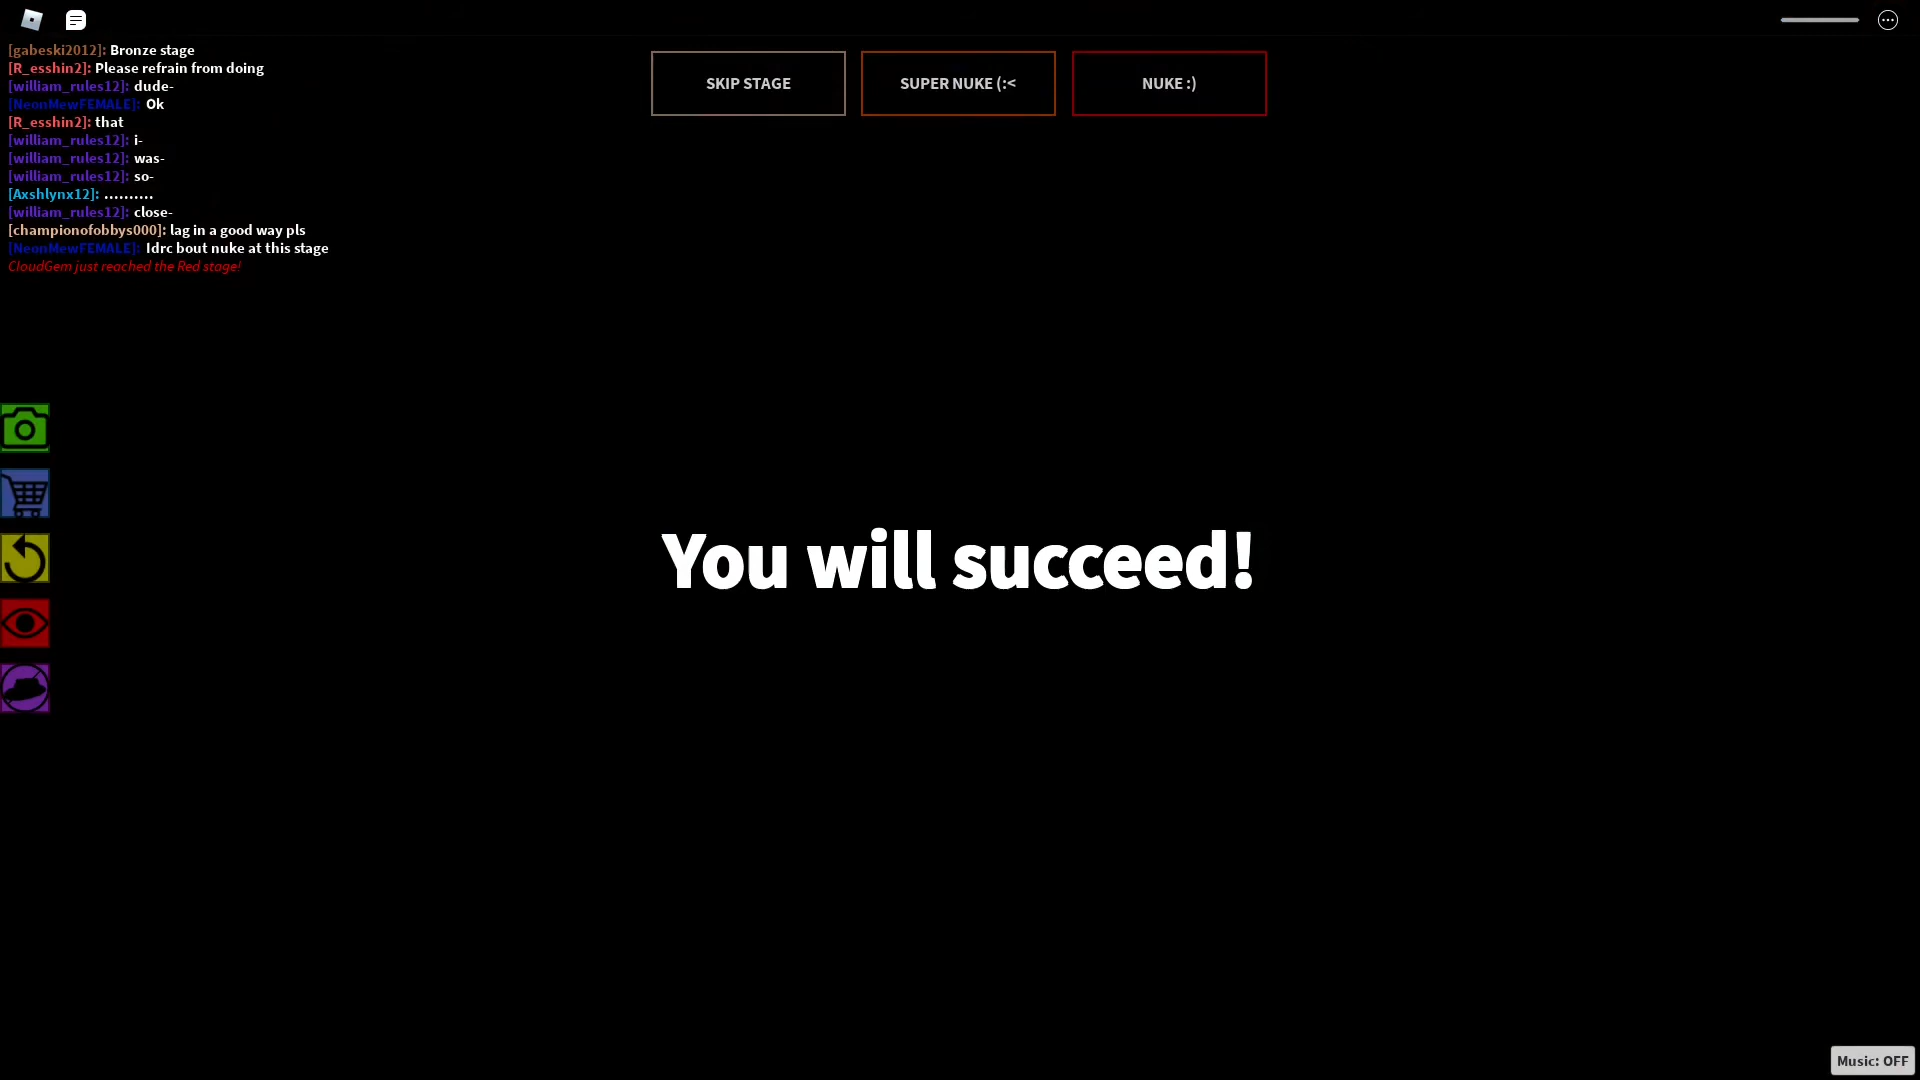 [gabeski2012]: Bronze stage
[R_esshin2]: Please refrain from doing
[william_rules12]: dude-
[NeonMewFEMALE]: Ok
[R_esshin2]: that
[william_rules12]: i-
[william_rules12]: was-
[william_rules12]: so-
[Axshlynx12]: ..........
[william_rules12]: close-
[championofobbys000]: lag in a good way pls
[NeonMewFEMALE]: Idrc bout nuke at this stage
CloudGem just reached the Red stage!
SKIP STAGE
SUPER NUKE (:<
NUKE :)
You will succeed!
Music: OFF